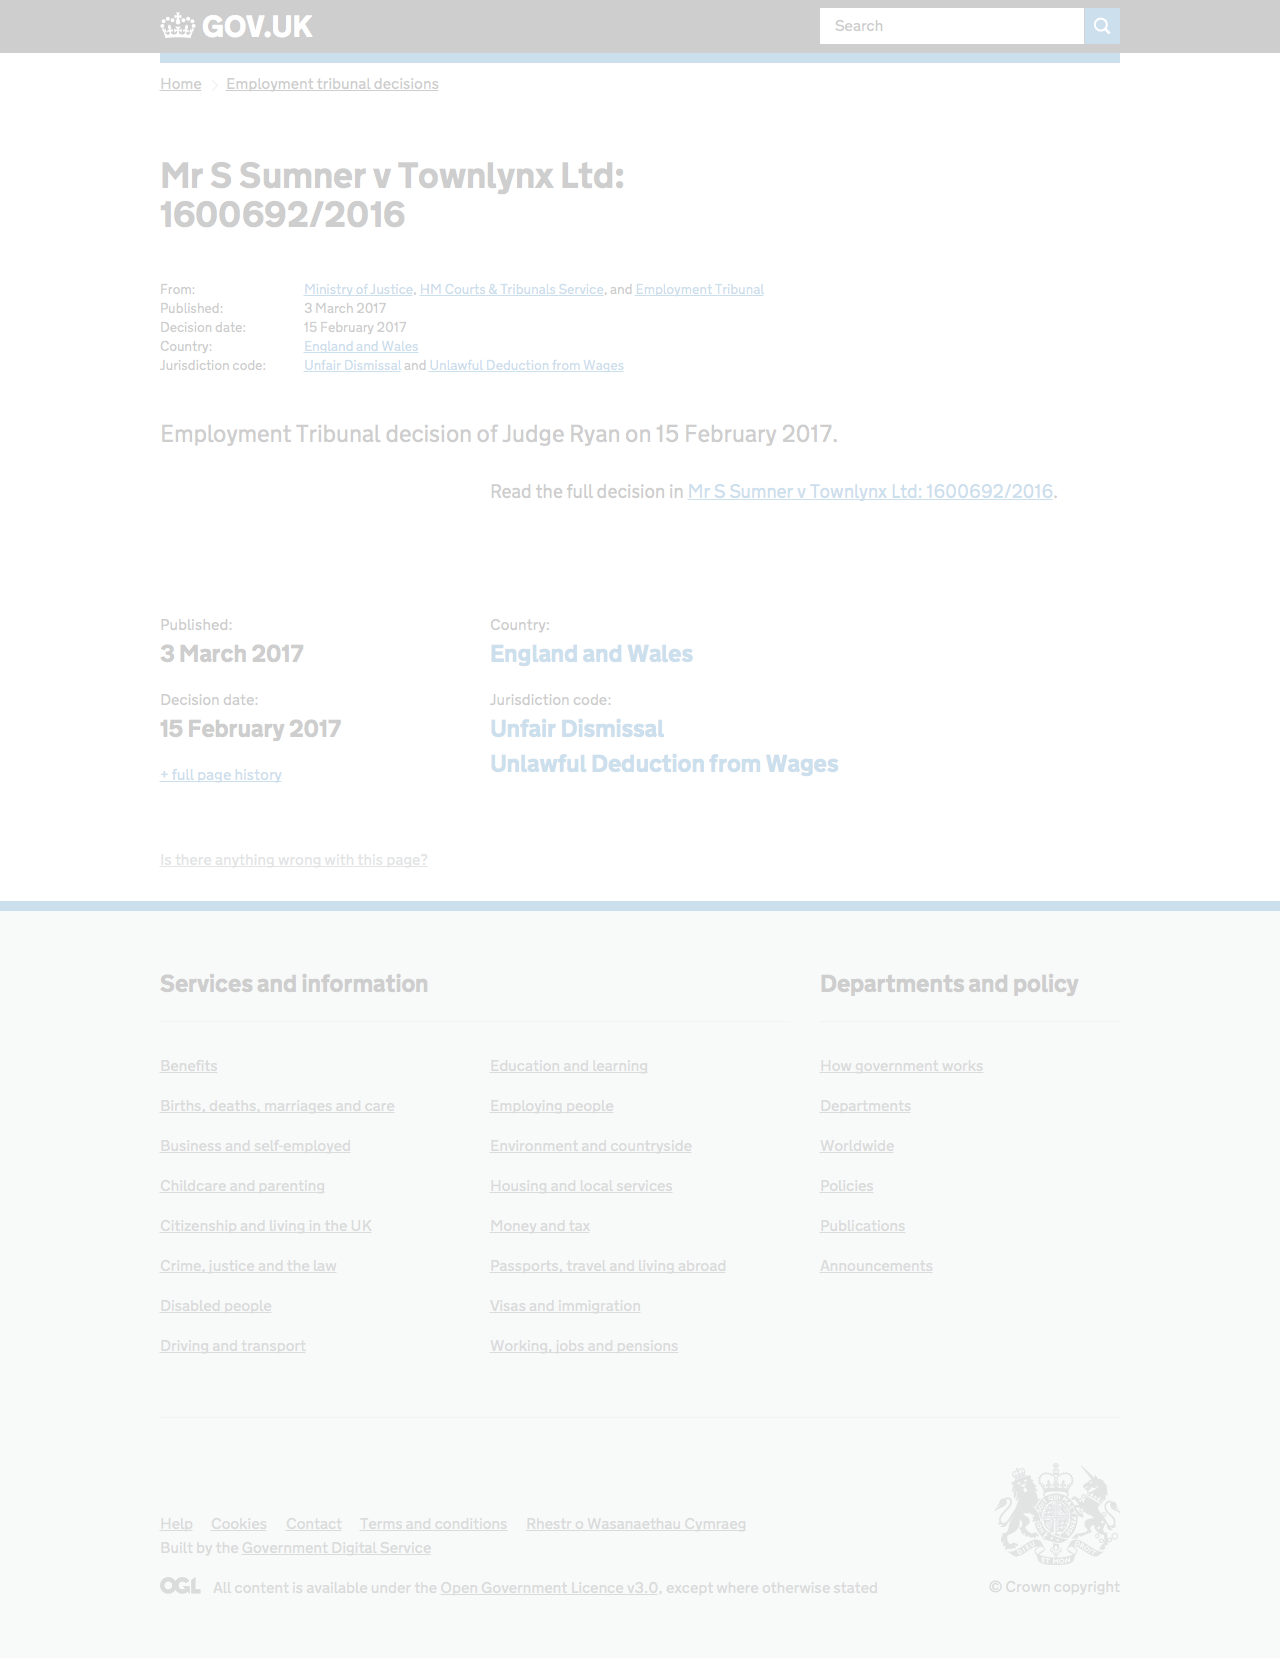 GOV.UK
Search
Home
Employment tribunal decisions
Mr S Sumner v Townlynx Ltd:
1600692/2016
From: Ministry of Justice, HM Courts & Tribunals Service, and Employment Tribunal
Published: 3 March 2017
Decision date: 15 February 2017
Country: England and Wales
Jurisdiction code: Unfair Dismissal and Unlawful Deduction from Wages
Employment Tribunal decision of Judge Ryan on 15 February 2017.
Read the full decision in Mr S Sumner v Townlynx Ltd: 1600692/2016.
Published:
3 March 2017
Decision date:
15 February 2017
+ full page history
Country:
England and Wales
Jurisdiction code:
Unfair Dismissal
Unlawful Deduction from Wages
Is there anything wrong with this page?
Services and information
Benefits
Births, deaths, marriages and care
Business and self-employed
Childcare and parenting
Citizenship and living in the UK
Crime, justice and the law
Disabled people
Driving and transport
Education and learning
Employing people
Environment and countryside
Housing and local services
Money and tax
Passports, travel and living abroad
Visas and immigration
Working, jobs and pensions
Departments and policy
How government works
Departments
Worldwide
Policies
Publications
Announcements
Help Cookies Contact Terms and conditions Rhestr o Wasanaethau Cymraeg
Built by the Government Digital Service
OGL All content is available under the Open Government Licence v3.0, except where otherwise stated
© Crown copyright